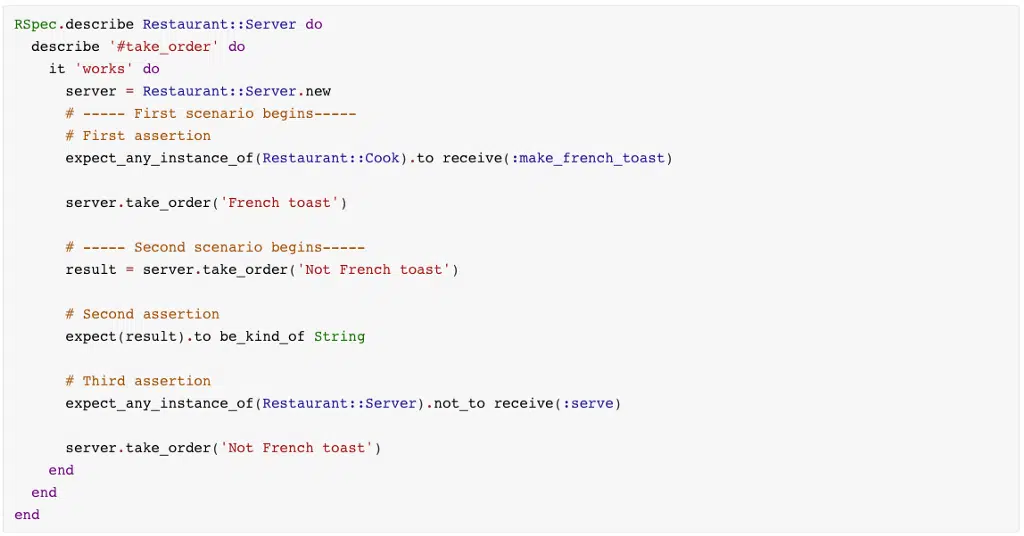 RSpec.describe Restaurant::Server do
  describe '#take_order' do
    it 'works' do
      server = Restaurant::Server.new
      # ----- First scenario begins-----
      # First assertion
      expect_any_instance_of(Restaurant::Cook).to receive(:make_french_toast)

      server.take_order('French toast')

      # ----- Second scenario begins-----
      result = server.take_order('Not French toast')

      # Second assertion
      expect(result).to be_kind_of String

      # Third assertion
      expect_any_instance_of(Restaurant::Server).not_to receive(:serve)

      server.take_order('Not French toast')
    end
  end
end